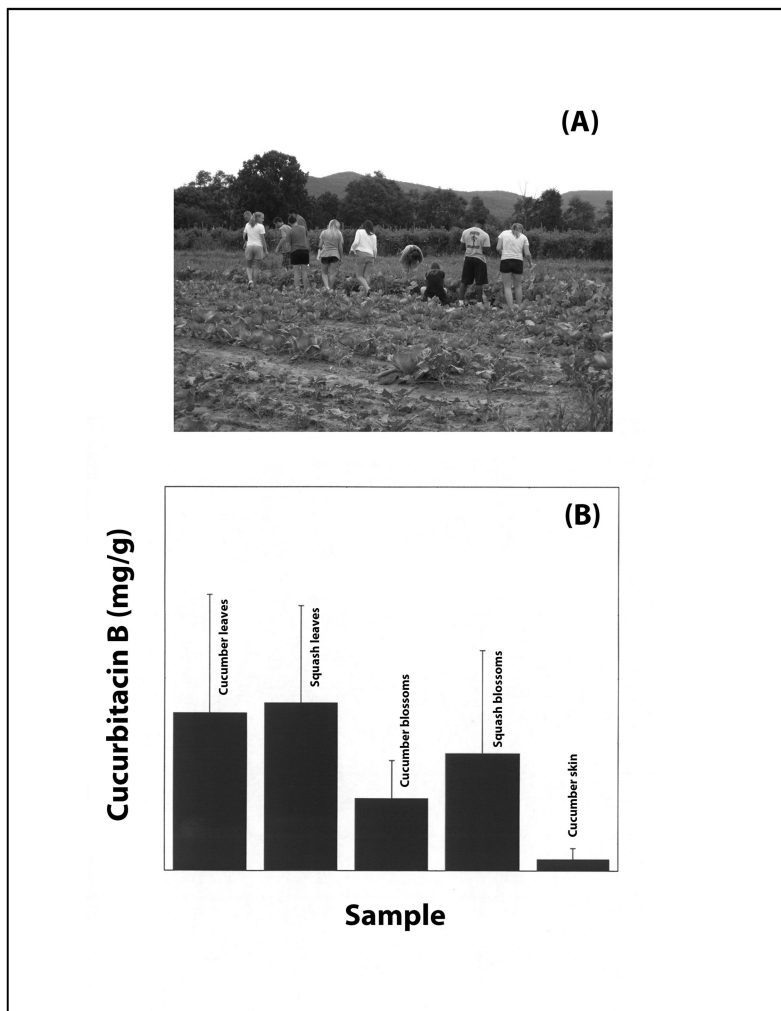 (A)
(B)
Cucurbitacin B (mg/g)
Cucumber leaves
Squash leaves
Cucumber blossoms
Squash blossoms
Cucumber skin
Sample